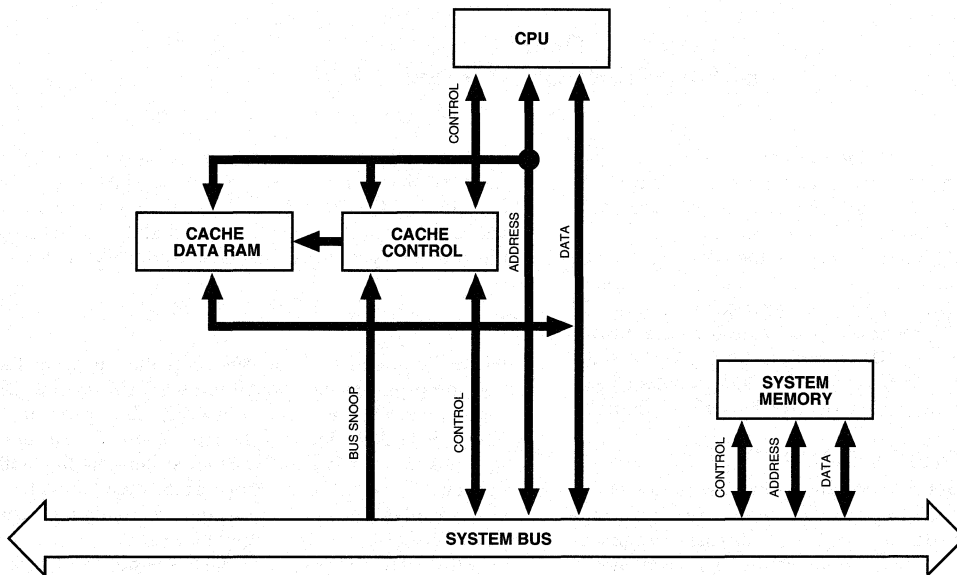 CPU
CONTROL
CACHE
DATA RAM
CACHE
CONTROL
ADDRESS
DATA
BUS SNOOP
CONTROL
SYSTEM
MEMORY
CONTROL
ADDRESS
DATA
SYSTEM BUS